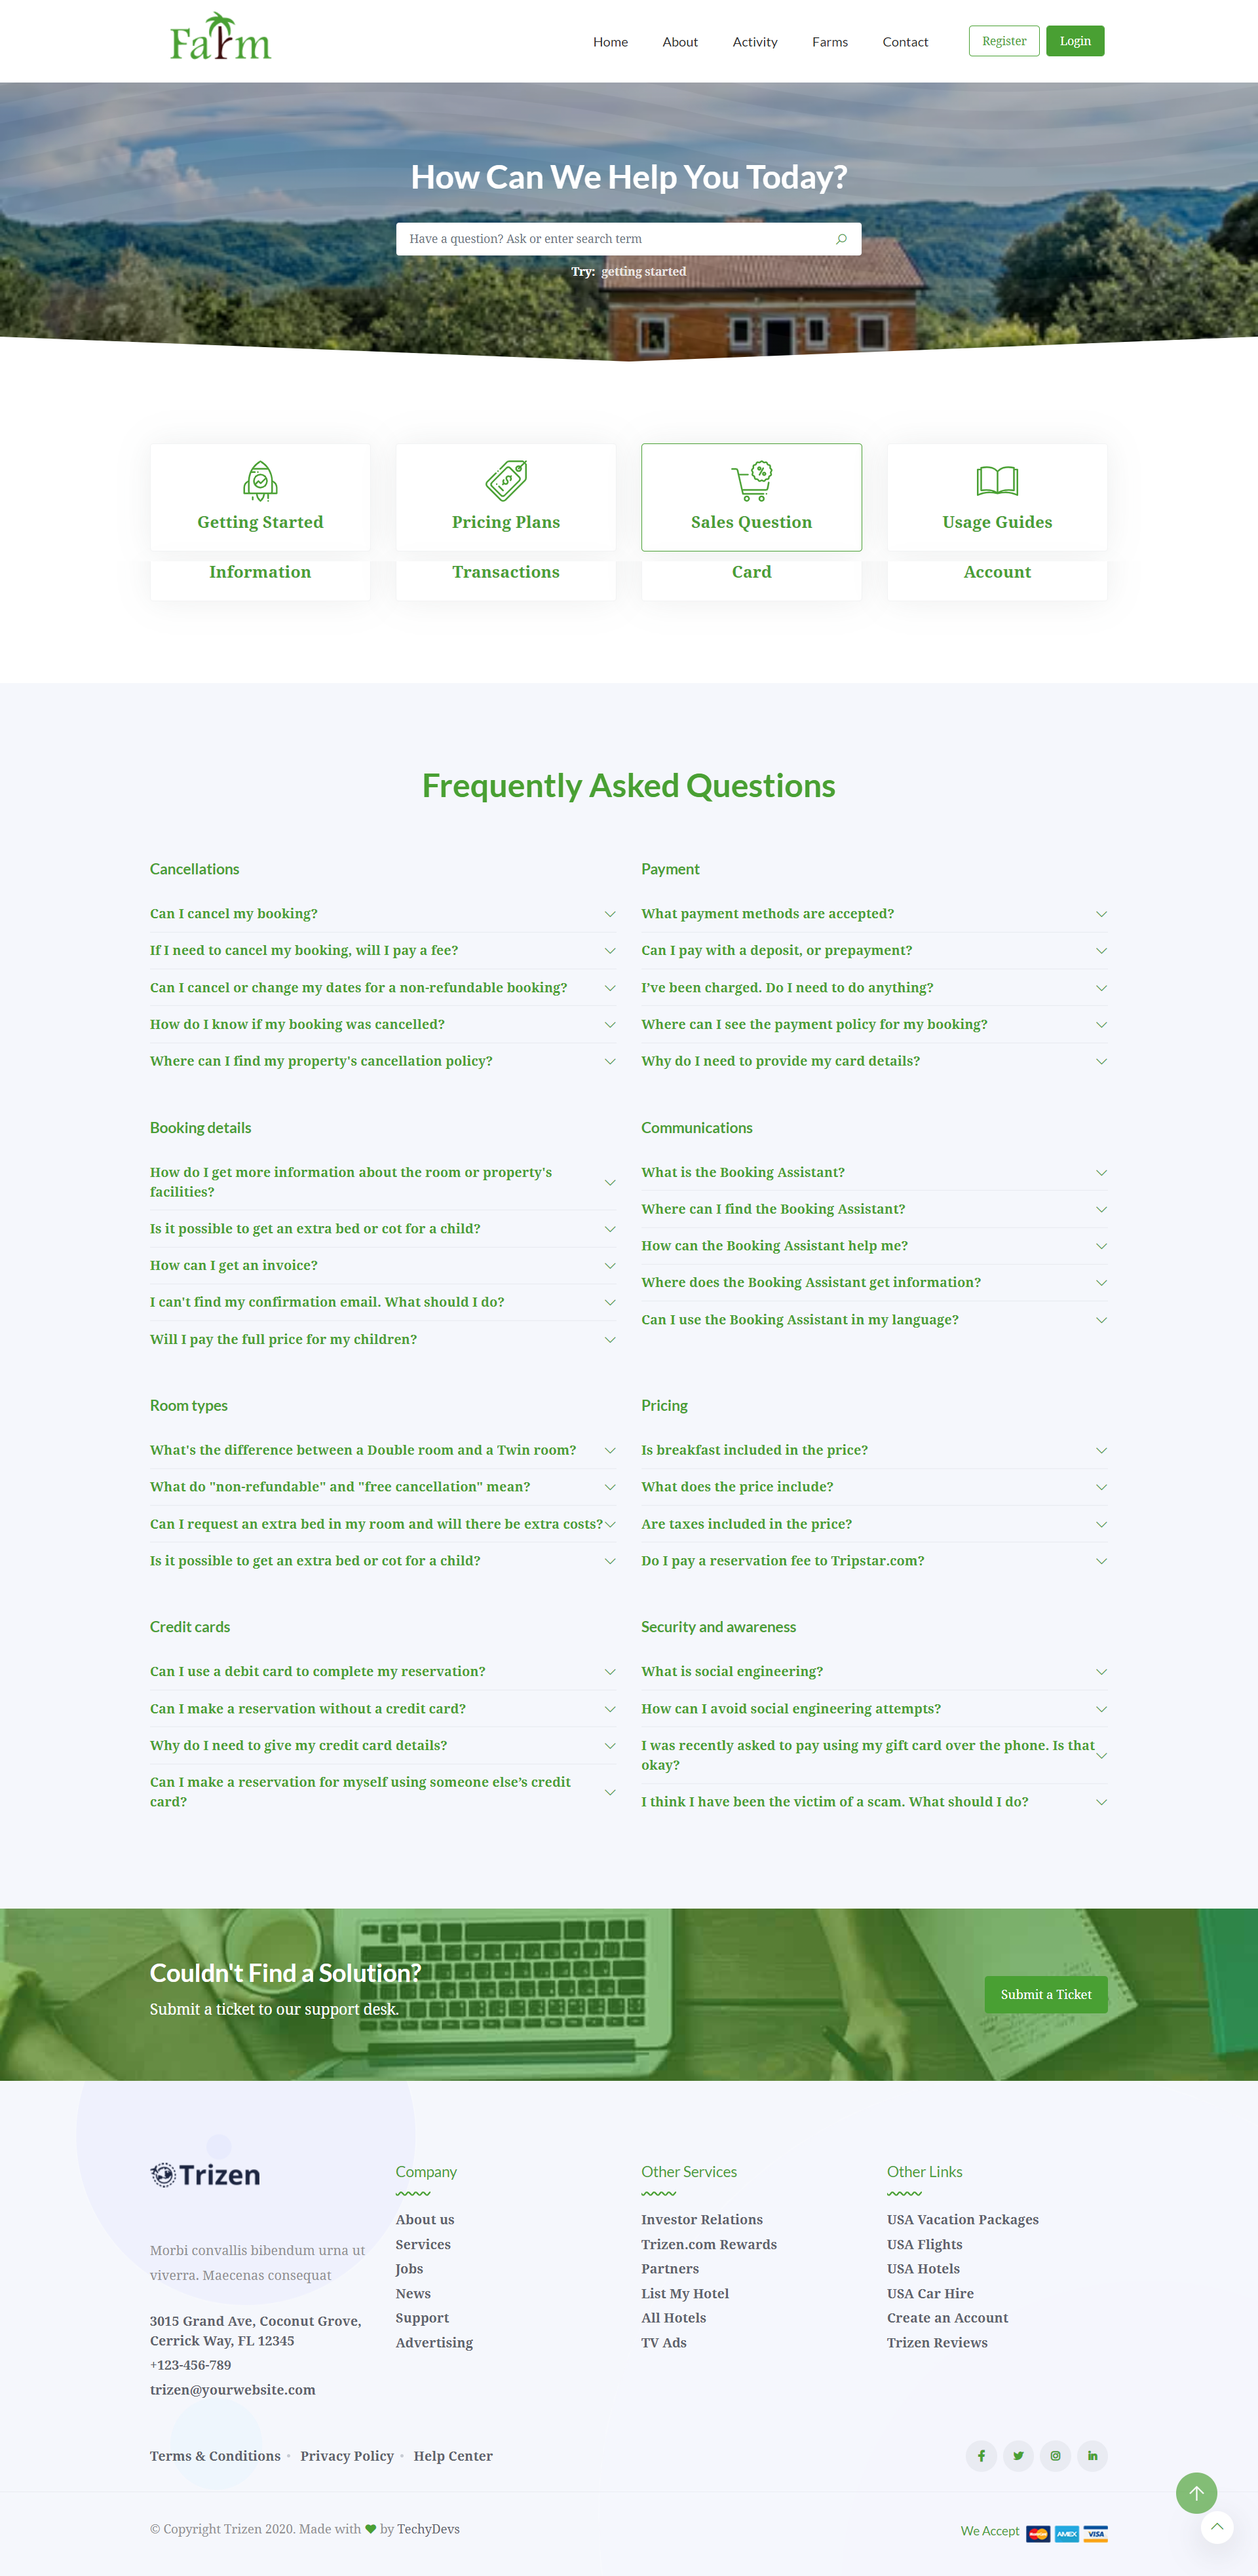 Farm
Home About Activity Farms Contact Register Login
How Can We Help You Today?
Have a question? Ask or enter search term
Try: getting started
Getting Started
Pricing Plans
Sales Question
Usage Guides
Information
Transactions
Card
Account
Frequently Asked Questions
Cancellations
Can I cancel my booking?
If I need to cancel my booking, will I pay a fee?
Can I cancel or change my dates for a non-refundable booking?
How do I know if my booking was cancelled?
Where can I find my property's cancellation policy?
Payment
What payment methods are accepted?
Can I pay with a deposit, or prepayment?
I’ve been charged. Do I need to do anything?
Where can I see the payment policy for my booking?
Why do I need to provide my card details?
Booking details
How do I get more information about the room or property's
facilities?
Is it possible to get an extra bed or cot for a child?
How can I get an invoice?
I can't find my confirmation email. What should I do?
Will I pay the full price for my children?
Communications
What is the Booking Assistant?
Where can I find the Booking Assistant?
How can the Booking Assistant help me?
Where does the Booking Assistant get information?
Can I use the Booking Assistant in my language?
Room types
What's the difference between a Double room and a Twin room?
What do "non-refundable" and "free cancellation" mean?
Can I request an extra bed in my room and will there be extra costs?
Is it possible to get an extra bed or cot for a child?
Pricing
Is breakfast included in the price?
What does the price include?
Are taxes included in the price?
Do I pay a reservation fee to Tripstar.com?
Credit cards
Can I use a debit card to complete my reservation?
Can I make a reservation without a credit card?
Why do I need to give my credit card details?
Can I make a reservation for myself using someone else’s credit
card?
Security and awareness
What is social engineering?
How can I avoid social engineering attempts?
I was recently asked to pay using my gift card over the phone. Is that
okay?
I think I have been the victim of a scam. What should I do?
Couldn't Find a Solution?
Submit a ticket to our support desk.
Submit a Ticket
Trizen
Morbi convallis bibendum urna ut
viverra. Maecenas consequat
3015 Grand Ave, Coconut Grove,
Cerrick Way, FL 12345
+123-456-789
trizen@yourwebsite.com
Company
About us
Services
Jobs
News
Support
Advertising
Other Services
Investor Relations
Trizen.com Rewards
Partners
List My Hotel
All Hotels
TV Ads
Other Links
USA Vacation Packages
USA Flights
USA Hotels
USA Car Hire
Create an Account
Trizen Reviews
Terms & Conditions • Privacy Policy • Help Center
© Copyright Trizen 2020. Made with ♥ by TechyDevs
We Accept MasterCard AMEX VISA